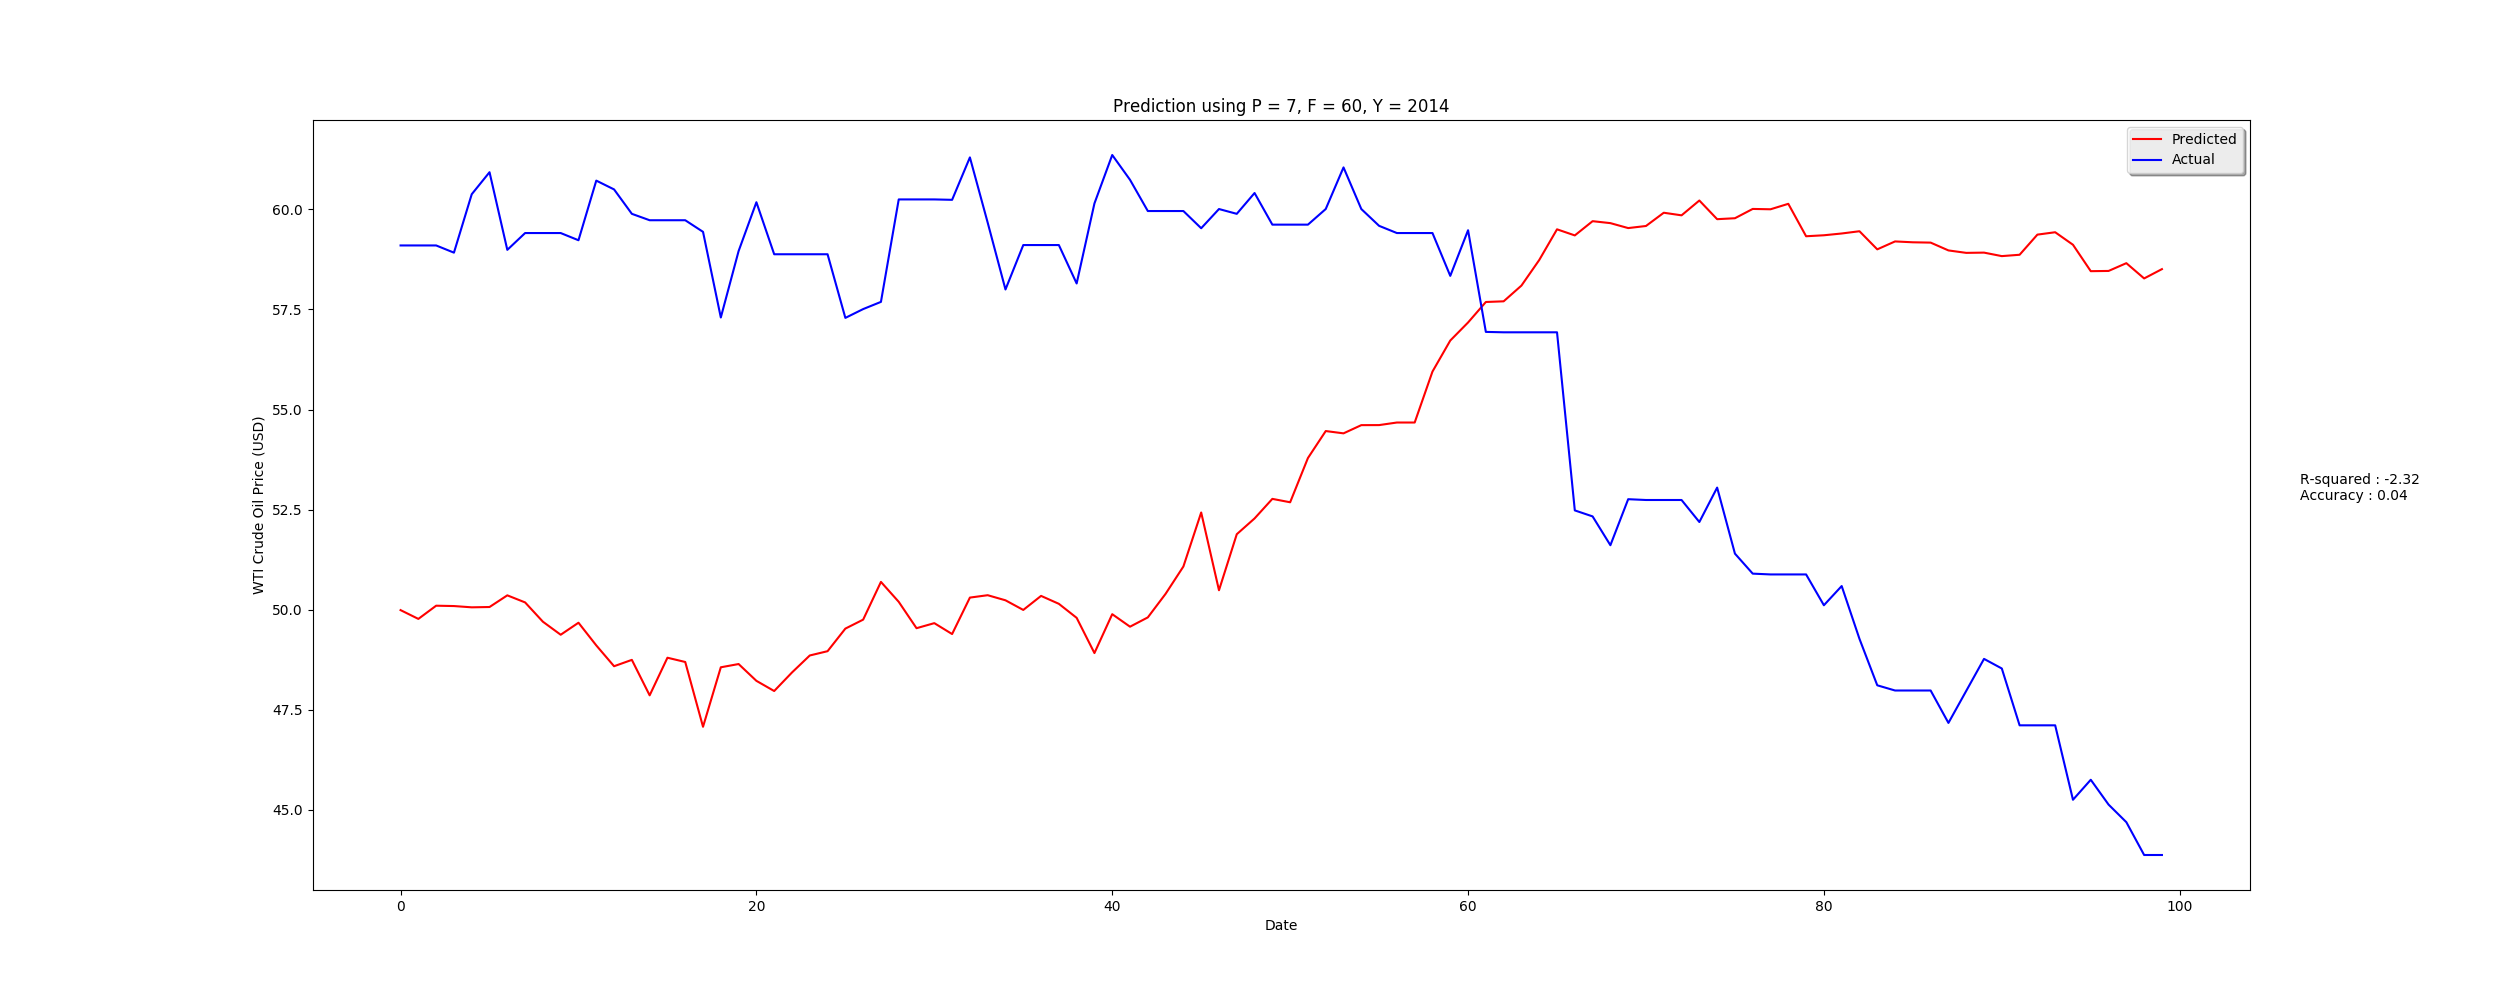 Prediction using P = 7, F = 60, Y = 2014
Predicted
Actual
60.0
57.5
55.0
52.5
50.0
47.5
45.0
WTI Crude Oil Price (USD)
R-squared : -2.32
Accuracy : 0.04
0 20 40 60 80 100
Date